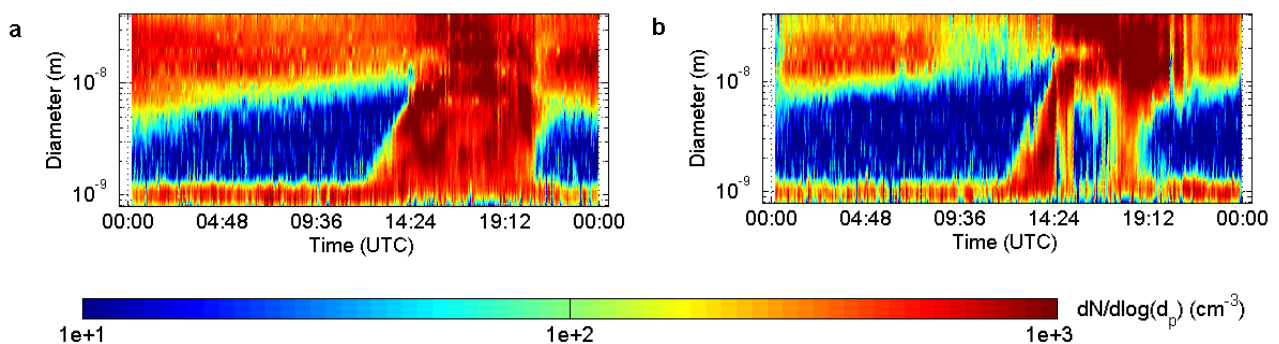 a
Diameter (m)
10⁻⁸
10⁻⁹
00:00 04:48 09:36 14:24 19:12 00:00
Time (UTC)
b
Diameter (m)
10⁻⁸
10⁻⁹
00:00 04:48 09:36 14:24 19:12 00:00
Time (UTC)
1e+1 1e+2 1e+3
dN/dlog(dₚ) (cm⁻³)